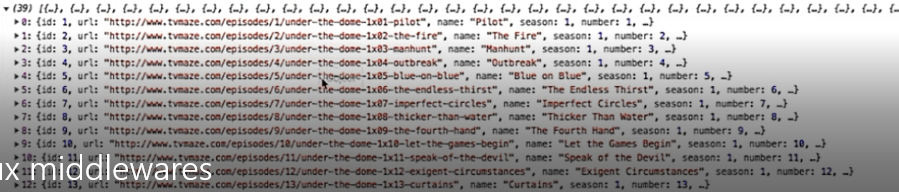 ▼(39) [{…}, {…}, {…}, {…}, {…}, {…}, {…}, {…}, {…}, {…}, {…}, {…}, {…}, {…}, {…}, {…}, {…}, {…}, {…}, {…}, {…}, {…}, {…},
▶0: {id: 1, url: "http://www.tvmaze.com/episodes/1/under-the-dome-1x01-pilot", name: "Pilot", season: 1, number: 1, …}
▶1: {id: 2, url: "http://www.tvmaze.com/episodes/2/under-the-dome-1x02-the-fire", name: "The Fire", season: 1, number: 2, …}
▶2: {id: 3, url: "http://www.tvmaze.com/episodes/3/under-the-dome-1x03-manhunt", name: "Manhunt", season: 1, number: 3, …}
▶3: {id: 4, url: "http://www.tvmaze.com/episodes/4/under-the-dome-1x04-outbreak", name: "Outbreak", season: 1, number: 4, …}
▶4: {id: 5, url: "http://www.tvmaze.com/episodes/5/under-the-dome-1x05-blue-on-blue", name: "Blue on Blue", season: 1, number: 5, …}
▶5: {id: 6, url: "http://www.tvmaze.com/episodes/6/under-the-dome-1x06-the-endless-thirst", name: "The Endless Thirst", season: 1, number: 6, …}
▶6: {id: 7, url: "http://www.tvmaze.com/episodes/7/under-the-dome-1x07-imperfect-circles", name: "Imperfect Circles", season: 1, number: 7, …}
▶7: {id: 8, url: "http://www.tvmaze.com/episodes/8/under-the-dome-1x08-thicker-than-water", name: "Thicker Than Water", season: 1, number: 8, …}
▶8: {id: 9, url: "http://www.tvmaze.com/episodes/9/under-the-dome-1x09-the-fourth-hand", name: "The Fourth Hand", season: 1, number: 9, …}
▶9: {id: 10, url: "http://www.tvmaze.com/episodes/10/under-the-dome-1x10-let-the-games-begin", name: "Let the Games Begin", season: 1, number: 10, …}
11/under-the-dome-1x11-speak-of-the-devil", name: "Speak of the Devil", season: 1, number: 11, …}
ux middlewares
12/under-the-dome-1x12-exigent-circumstances", name: "Exigent Circumstances", season: 1, number: 12, …}
▶12: {id: 13, url: "http://www.tvmaze.com/episodes/13/under-the-dome-1x13-curtains", name: "Curtains", season: 1, number: 13, …}